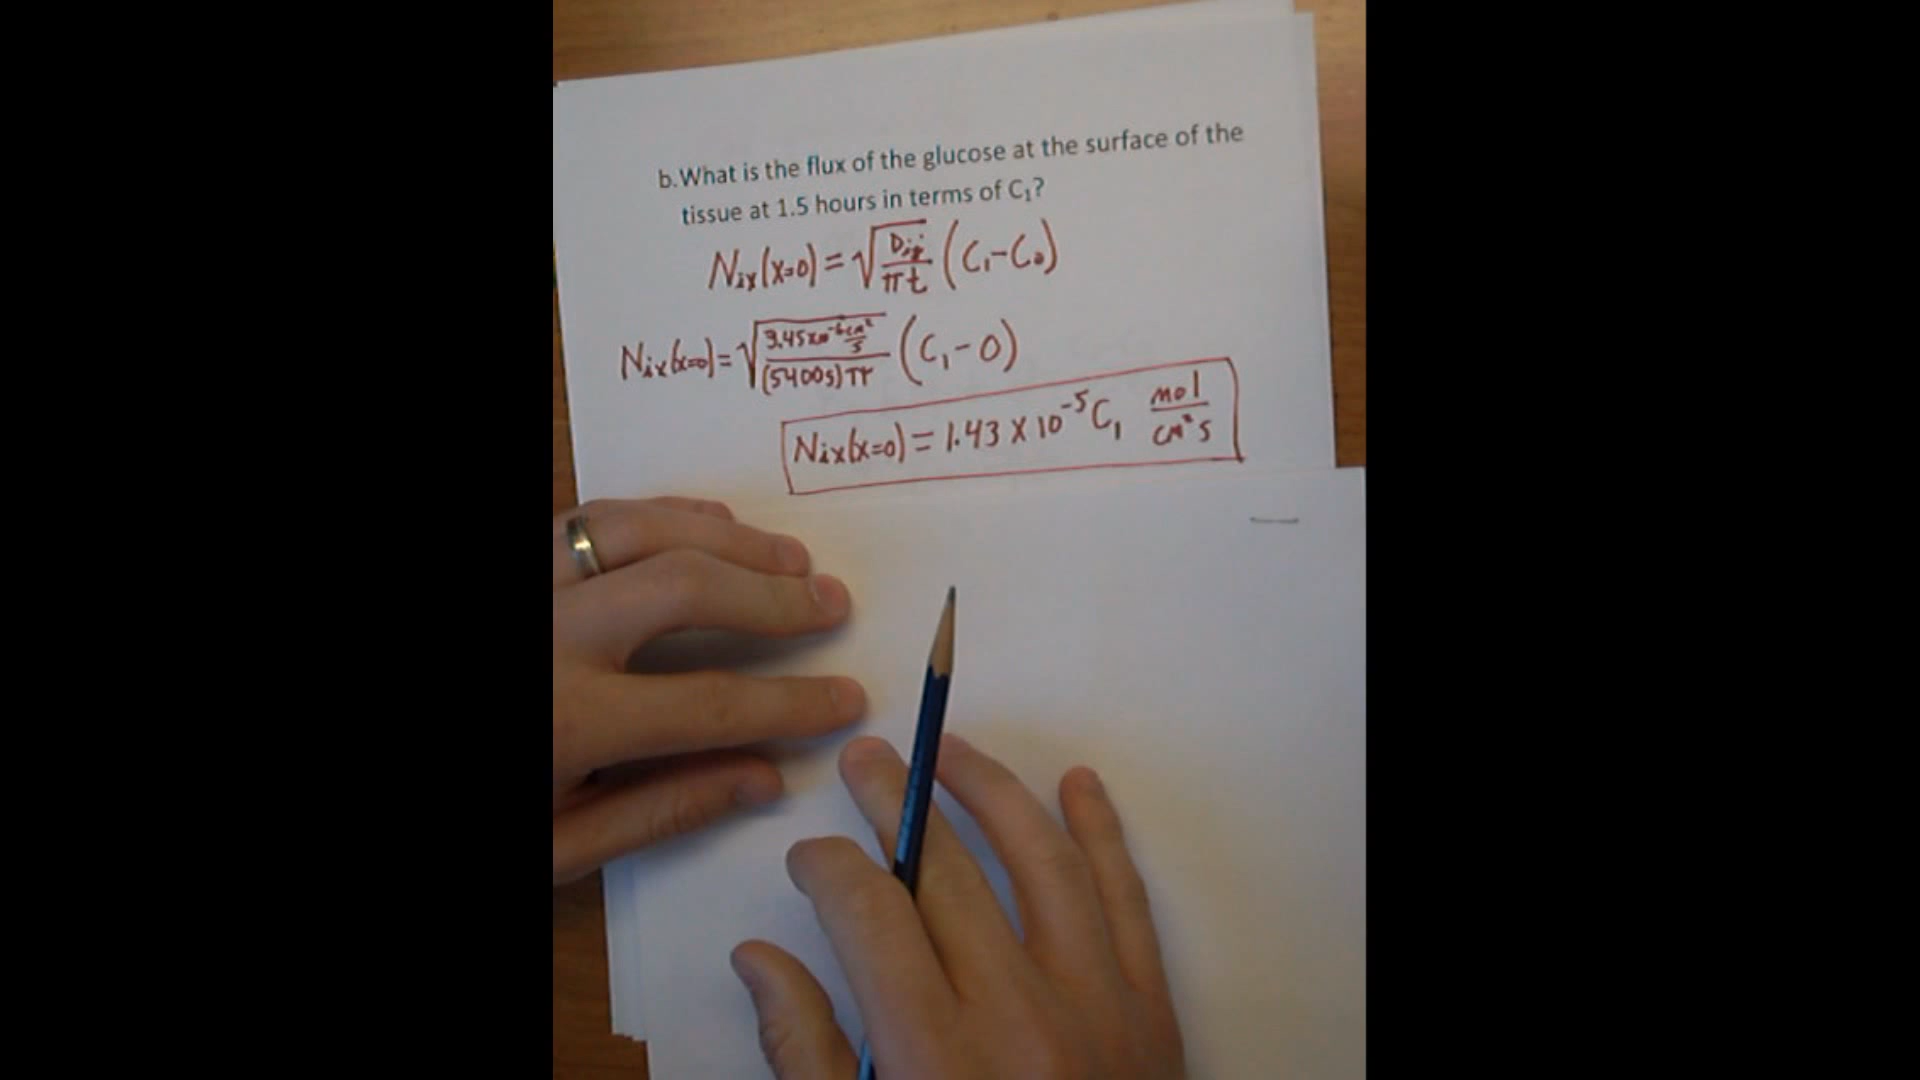 b. What is the flux of the glucose at the surface of the
tissue at 1.5 hours in terms of C₁?
Nix(x=0) = √(Dij/πt) (C₁-C₀)
Nix(x=0) = √(3.45x10⁻⁶ cm²/s / (5400s)π) (C₁-0)
Nix(x=0) = 1.43 x 10⁻⁵ C₁ mol/cm²s